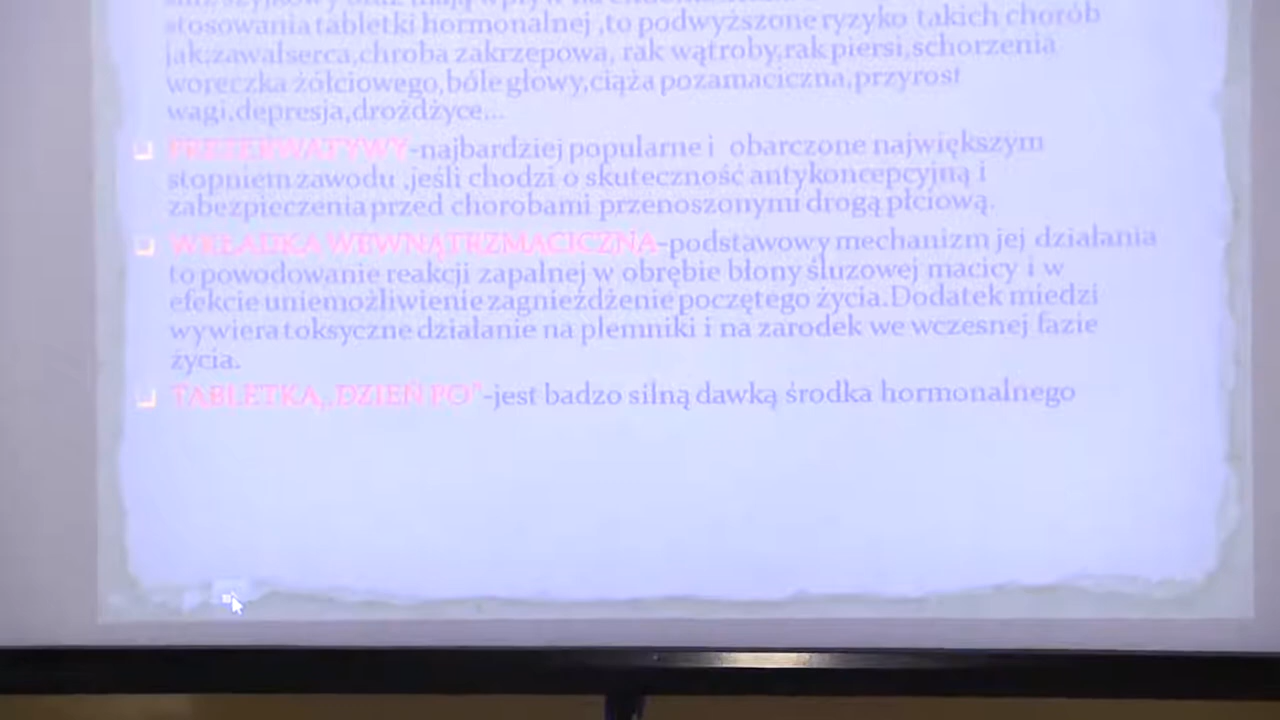 stosowania tabletki hormonalnej ,to podwyższone ryzyko takich chorób
jak:zawał serca,chroba zakrzepowa, rak wątroby,rak piersi,schorzenia
woreczka żółciowego,bóle głowy,ciąża pozamaciczna,przyrost
wagi,depresja,drożdżyce...
PREZERWATYWY-najbardziej popularne i obarczone największym
stopniem zawodu ,jeśli chodzi o skuteczność antykoncepcyjną i
zabezpieczenia przed chorobami przenoszonymi drogą płciową.
WKŁADKA WEWNĄTRZMACICZNA-podstawowy mechanizm jej działania
to powodowanie reakcji zapalnej w obrębie błony śluzowej macicy i w
efekcie uniemożliwienie zagnieżdżenie poczętego życia.Dodatek miedzi
wywiera toksyczne działanie na plemniki i na zarodek we wczesnej fazie
życia.
TABLETKA„DZIEŃ PO"-jest badzo silną dawką środka hormonalnego